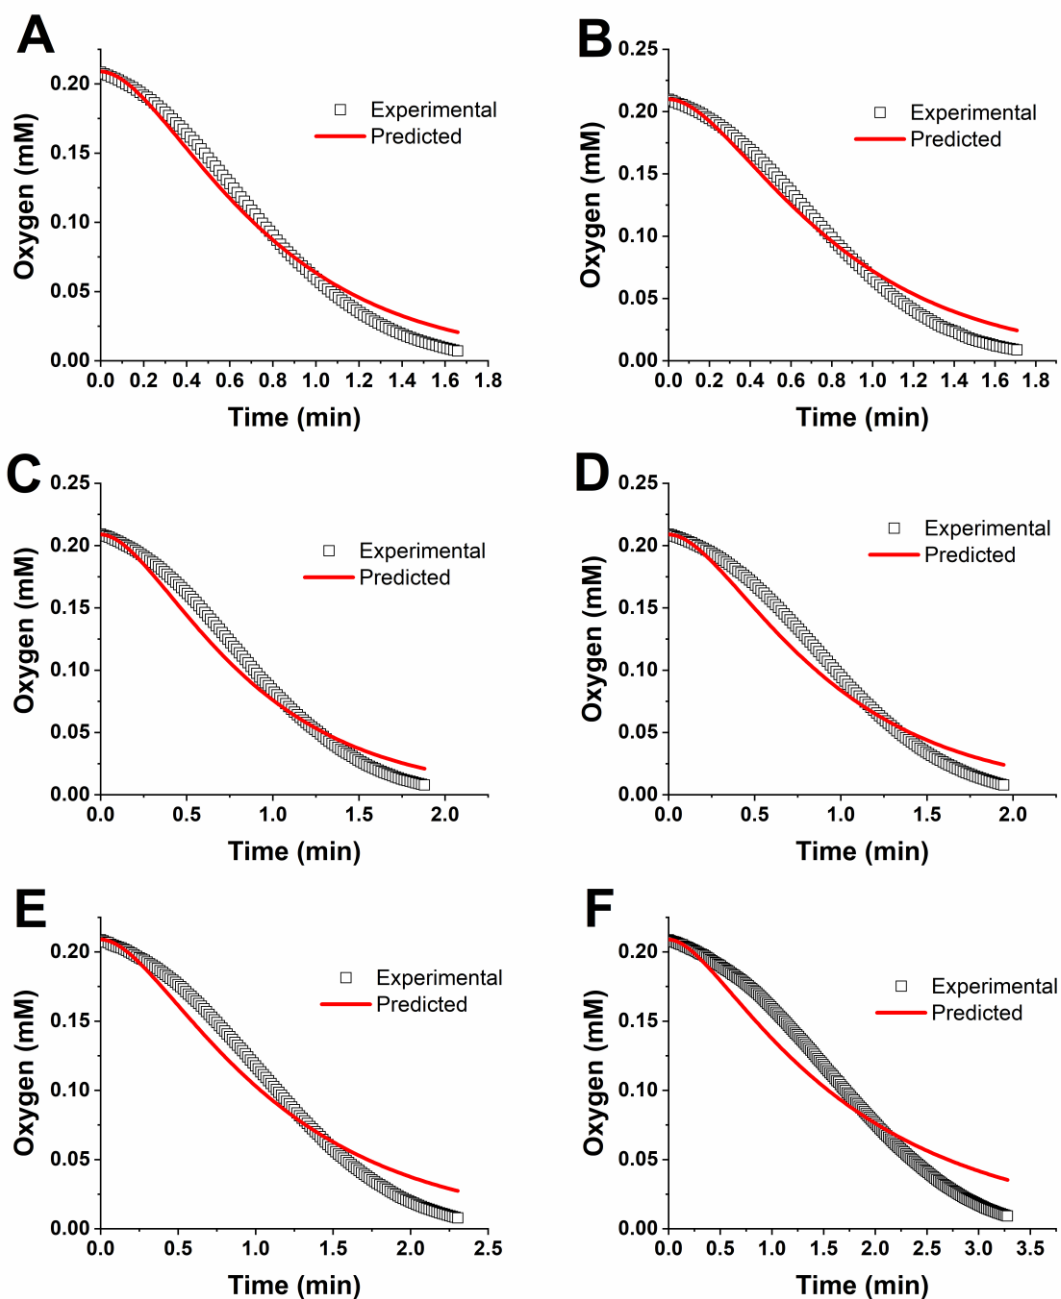 A
0.20
0.15
0.10
0.05
0.00
Oxygen (mM)
Experimental
Predicted
0.0 0.2 0.4 0.6 0.8 1.0 1.2 1.4 1.6 1.8
Time (min)
B
0.25
0.20
0.15
0.10
0.05
0.00
Oxygen (mM)
Experimental
Predicted
0.0 0.2 0.4 0.6 0.8 1.0 1.2 1.4 1.6 1.8
Time (min)
C
0.25
0.20
0.15
0.10
0.05
0.00
Oxygen (mM)
Experimental
Predicted
0.0 0.5 1.0 1.5 2.0
Time (min)
D
0.25
0.20
0.15
0.10
0.05
0.00
Oxygen (mM)
Experimental
Predicted
0.0 0.5 1.0 1.5 2.0
Time (min)
E
0.20
0.15
0.10
0.05
0.00
Oxygen (mM)
Experimental
Predicted
0.0 0.5 1.0 1.5 2.0 2.5
Time (min)
F
0.20
0.15
0.10
0.05
0.00
Oxygen (mM)
Experimental
Predicted
0.0 0.5 1.0 1.5 2.0 2.5 3.0 3.5
Time (min)